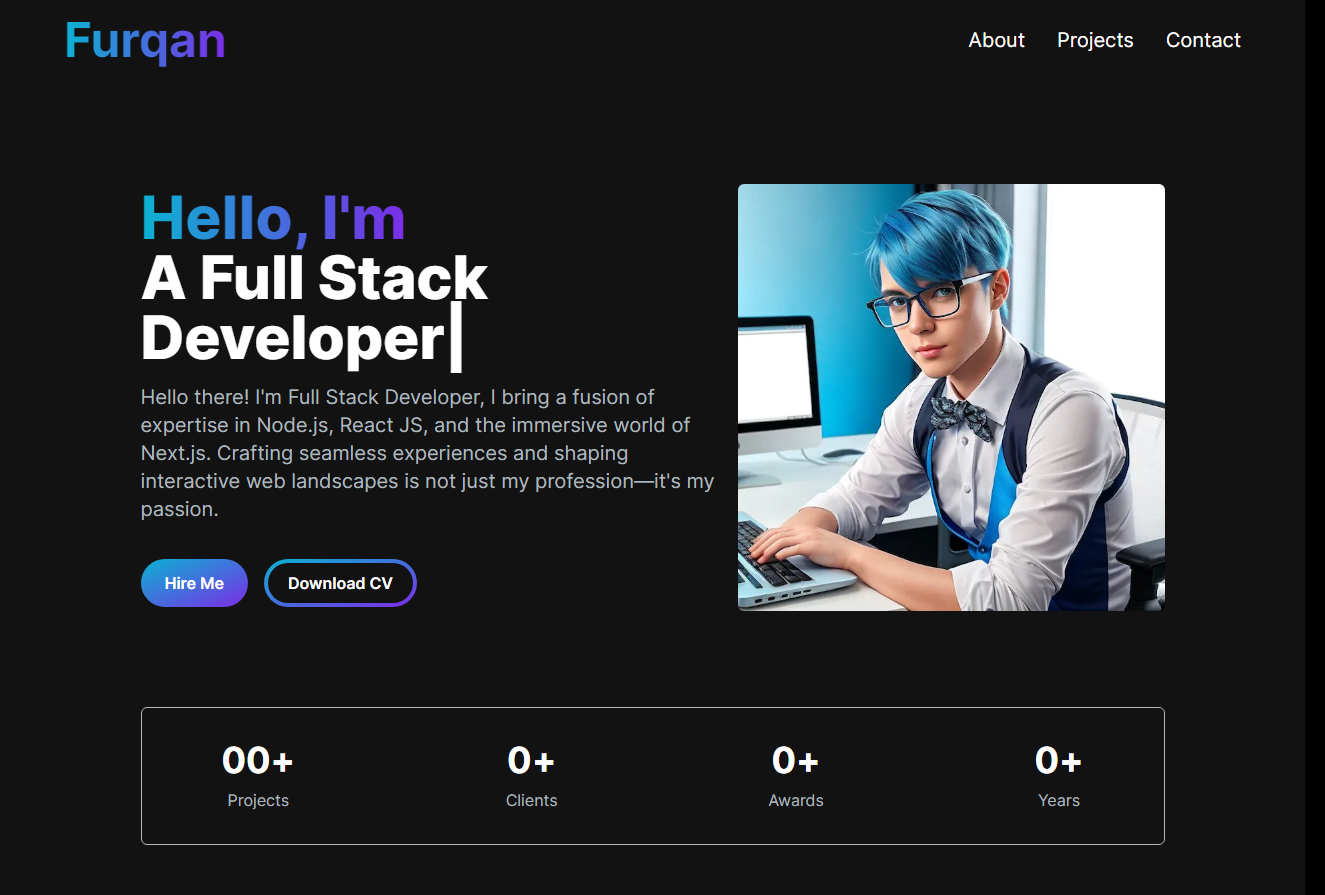 Furqan
About Projects Contact
Hello, I'm
A Full Stack
Developer|
Hello there! I'm Full Stack Developer, I bring a fusion of
expertise in Node.js, React JS, and the immersive world of
Next.js. Crafting seamless experiences and shaping
interactive web landscapes is not just my profession—it's my
passion.
Hire Me Download CV
00+ 0+ 0+ 0+
Projects Clients Awards Years